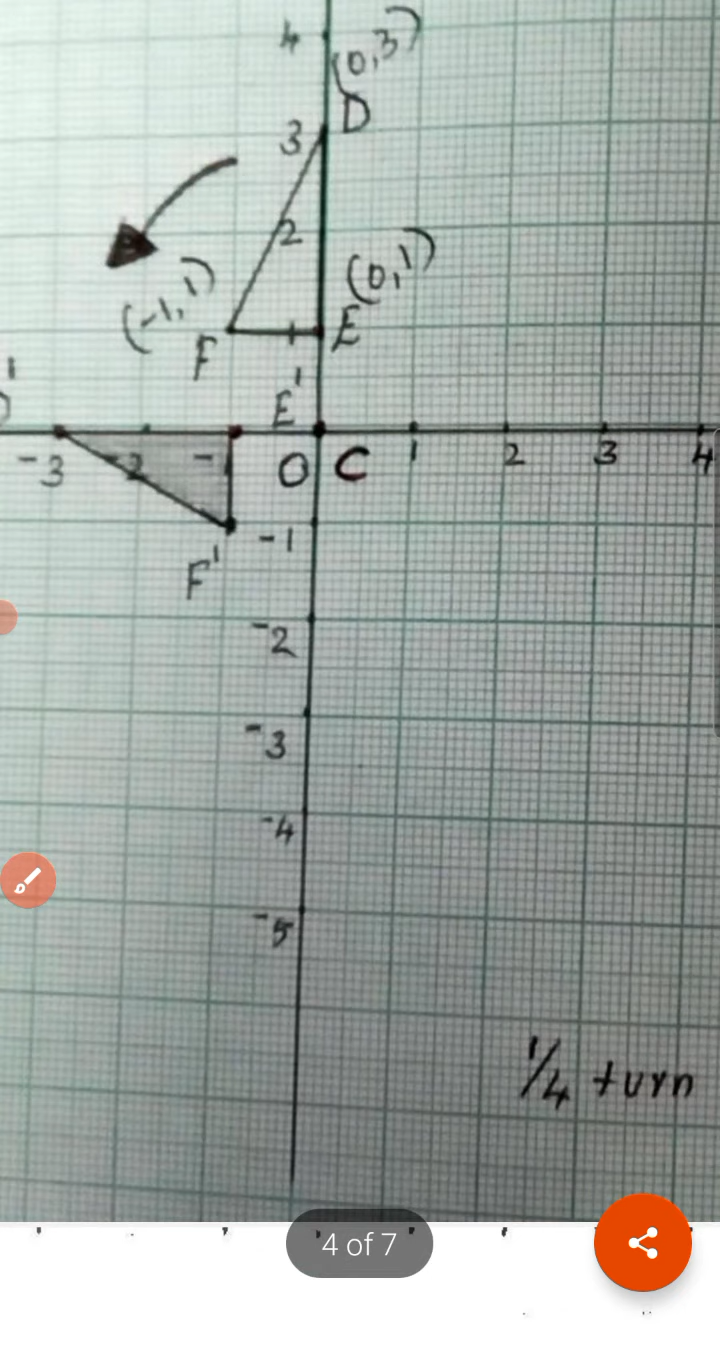 4
(0,3)
D
3
2
(0,1)
(-1,1)
E
F
D'
E'
-3 -2 -1 O C 1 2 3 4
-1
F'
-2
-3
-4
-5
1/4 turn
4 of 7